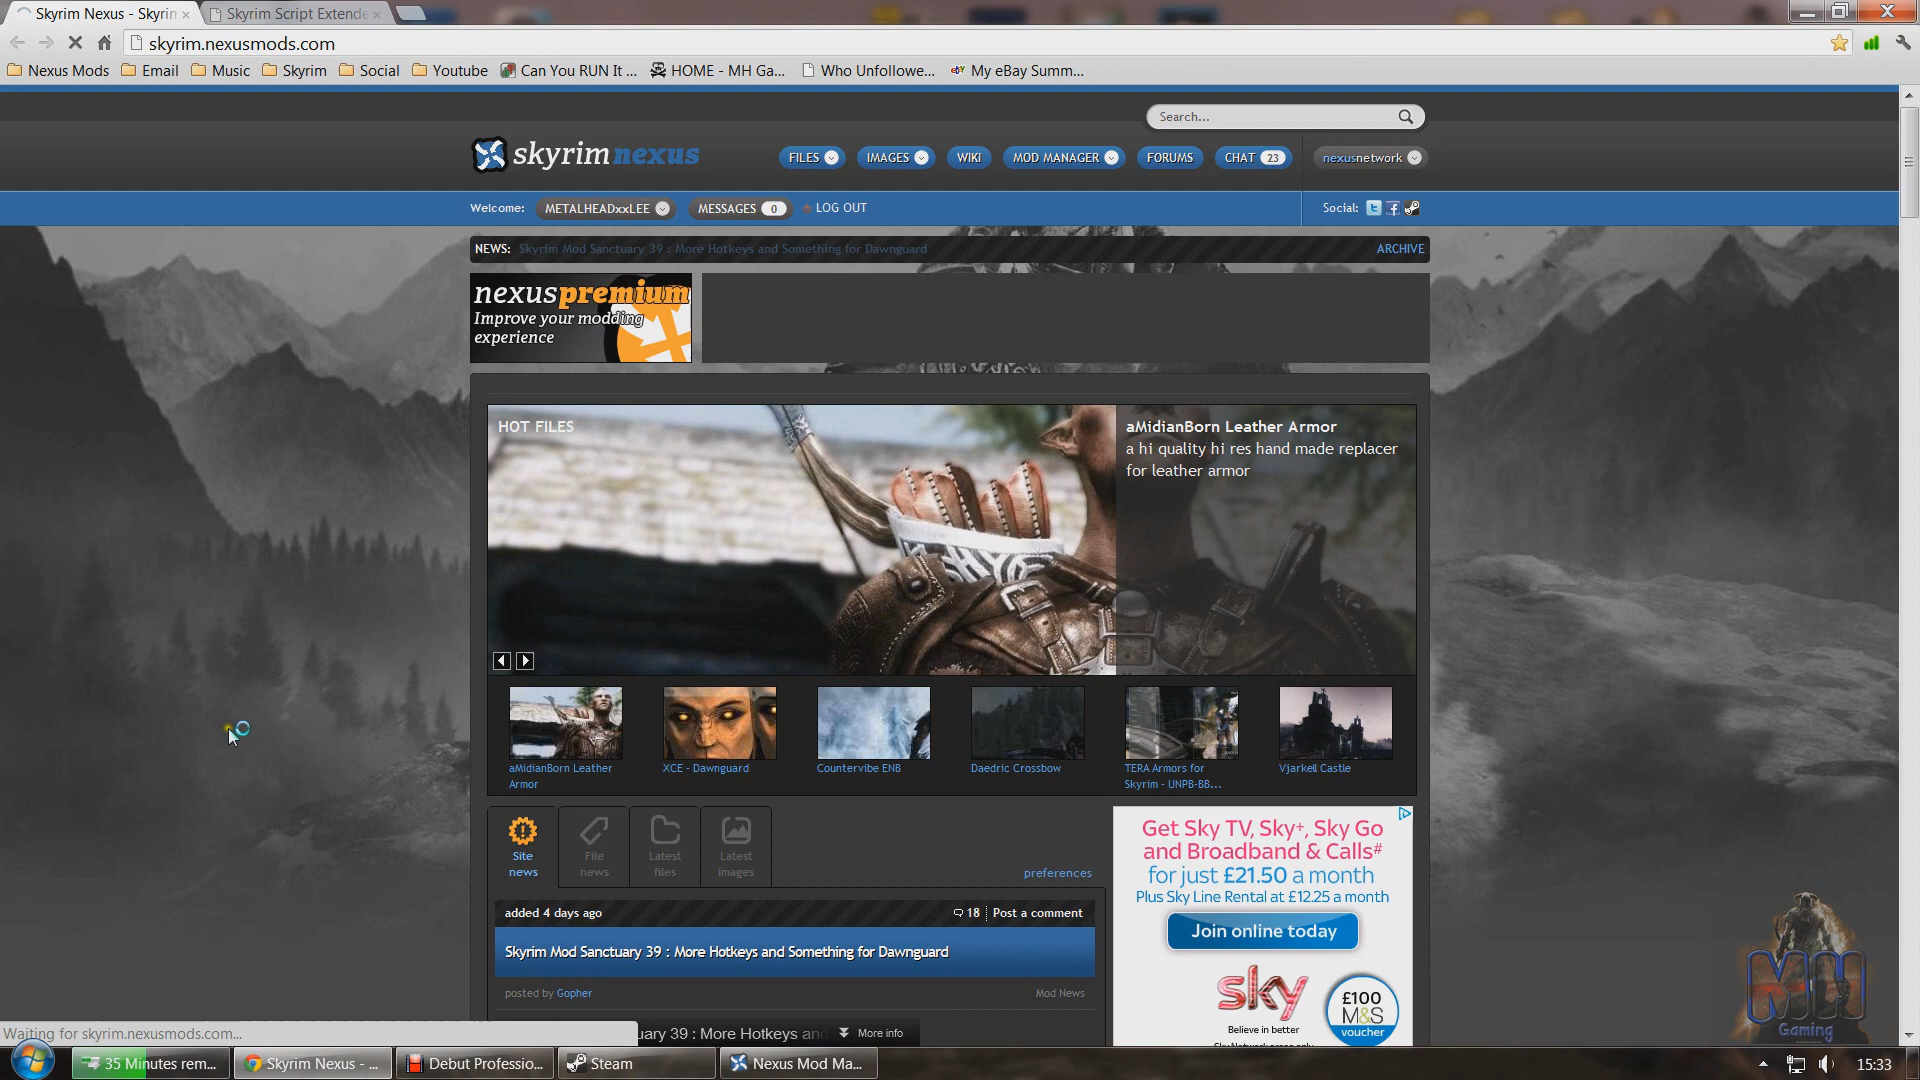 Skyrim Nexus - Skyrin
Skyrim Script Extende
skyrim.nexusmods.com
Nexus Mods
Email
Music
Skyrim
Social
Youtube
Can You RUN It ...
HOME - MH Ga...
Who Unfollowe...
My eBay Summ...
Search...
skyrim nexus
FILES
IMAGES
WIKI
MOD MANAGER
FORUMS
CHAT 23
nexusnetwork
Welcome:
METALHEADxxLEE
MESSAGES 0
LOG OUT
Social:
NEWS: Skyrim Mod Sanctuary 39 : More Hotkeys and Something for Dawnguard
ARCHIVE
nexuspremium
Improve your modding
experience
HOT FILES
aMidianBorn Leather Armor
a hi quality hi res hand made replacer
for leather armor
aMidianBorn Leather
Armor
XCE - Dawnguard
Countervibe ENB
Daedric Crossbow
TERA Armors for
Skyrim - UNPB-BB...
Vjarkell Castle
Site
news
File
news
Latest
files
Latest
images
preferences
added 4 days ago
18
Post a comment
Skyrim Mod Sanctuary 39 : More Hotkeys and Something for Dawnguard
posted by Gopher
Mod News
Get Sky TV, Sky+, Sky Go
and Broadband & Calls#
for just £21.50 a month
Plus Sky Line Rental at £12.25 a month
Join online today
sky
Believe in better
£100
M&S
voucher
MH
Gaming
Waiting for skyrim.nexusmods.com...
uary 39 : More Hotkeys and
More info
35 Minutes rem...
Skyrim Nexus - ...
Debut Professio...
Steam
Nexus Mod Ma...
15:33